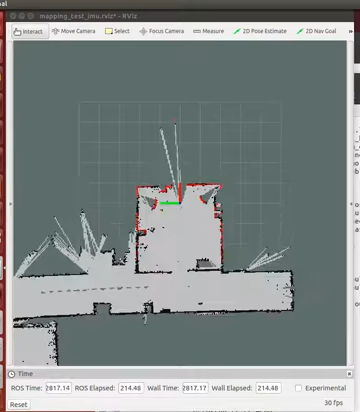 al
mapping_test_imu.rviz* - RViz
Interact Move Camera Select Focus Camera Measure 2D Pose Estimate 2D Nav Goal »
Time
ROS Time: 2817.14 ROS Elapsed: 214.48 Wall Time: 2817.17 Wall Elapsed: 214.48 Experimental
Reset 30 fps